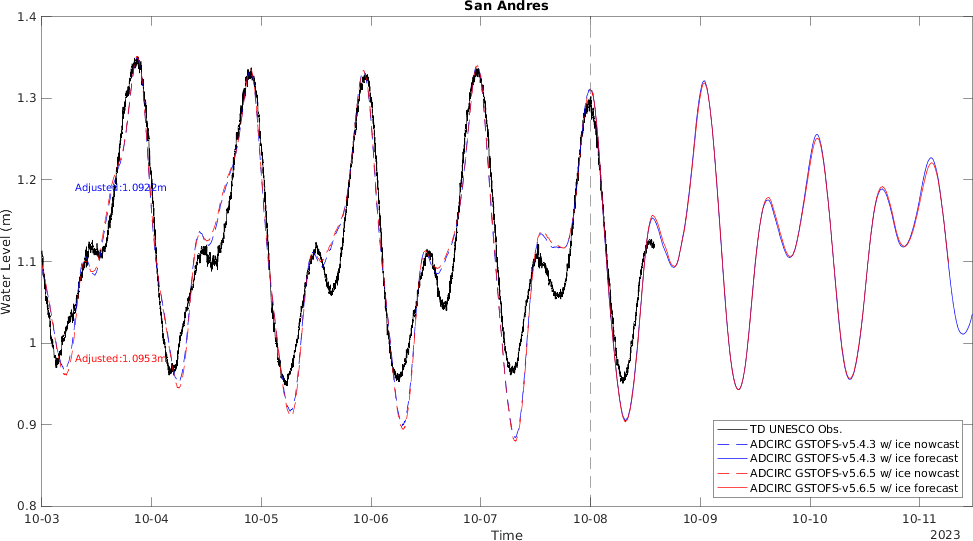 San Andres
1.4
1.3
1.2
1.1
1
0.9
0.8
Water Level (m)
Adjusted:1.0922m
Adjusted:1.0953m
TD UNESCO Obs.
ADCIRC GSTOFS-v5.4.3 w/ ice nowcast
ADCIRC GSTOFS-v5.4.3 w/ ice forecast
ADCIRC GSTOFS-v5.6.5 w/ ice nowcast
ADCIRC GSTOFS-v5.6.5 w/ ice forecast
10-03 10-04 10-05 10-06 10-07 10-08 10-09 10-10 10-11
Time
2023